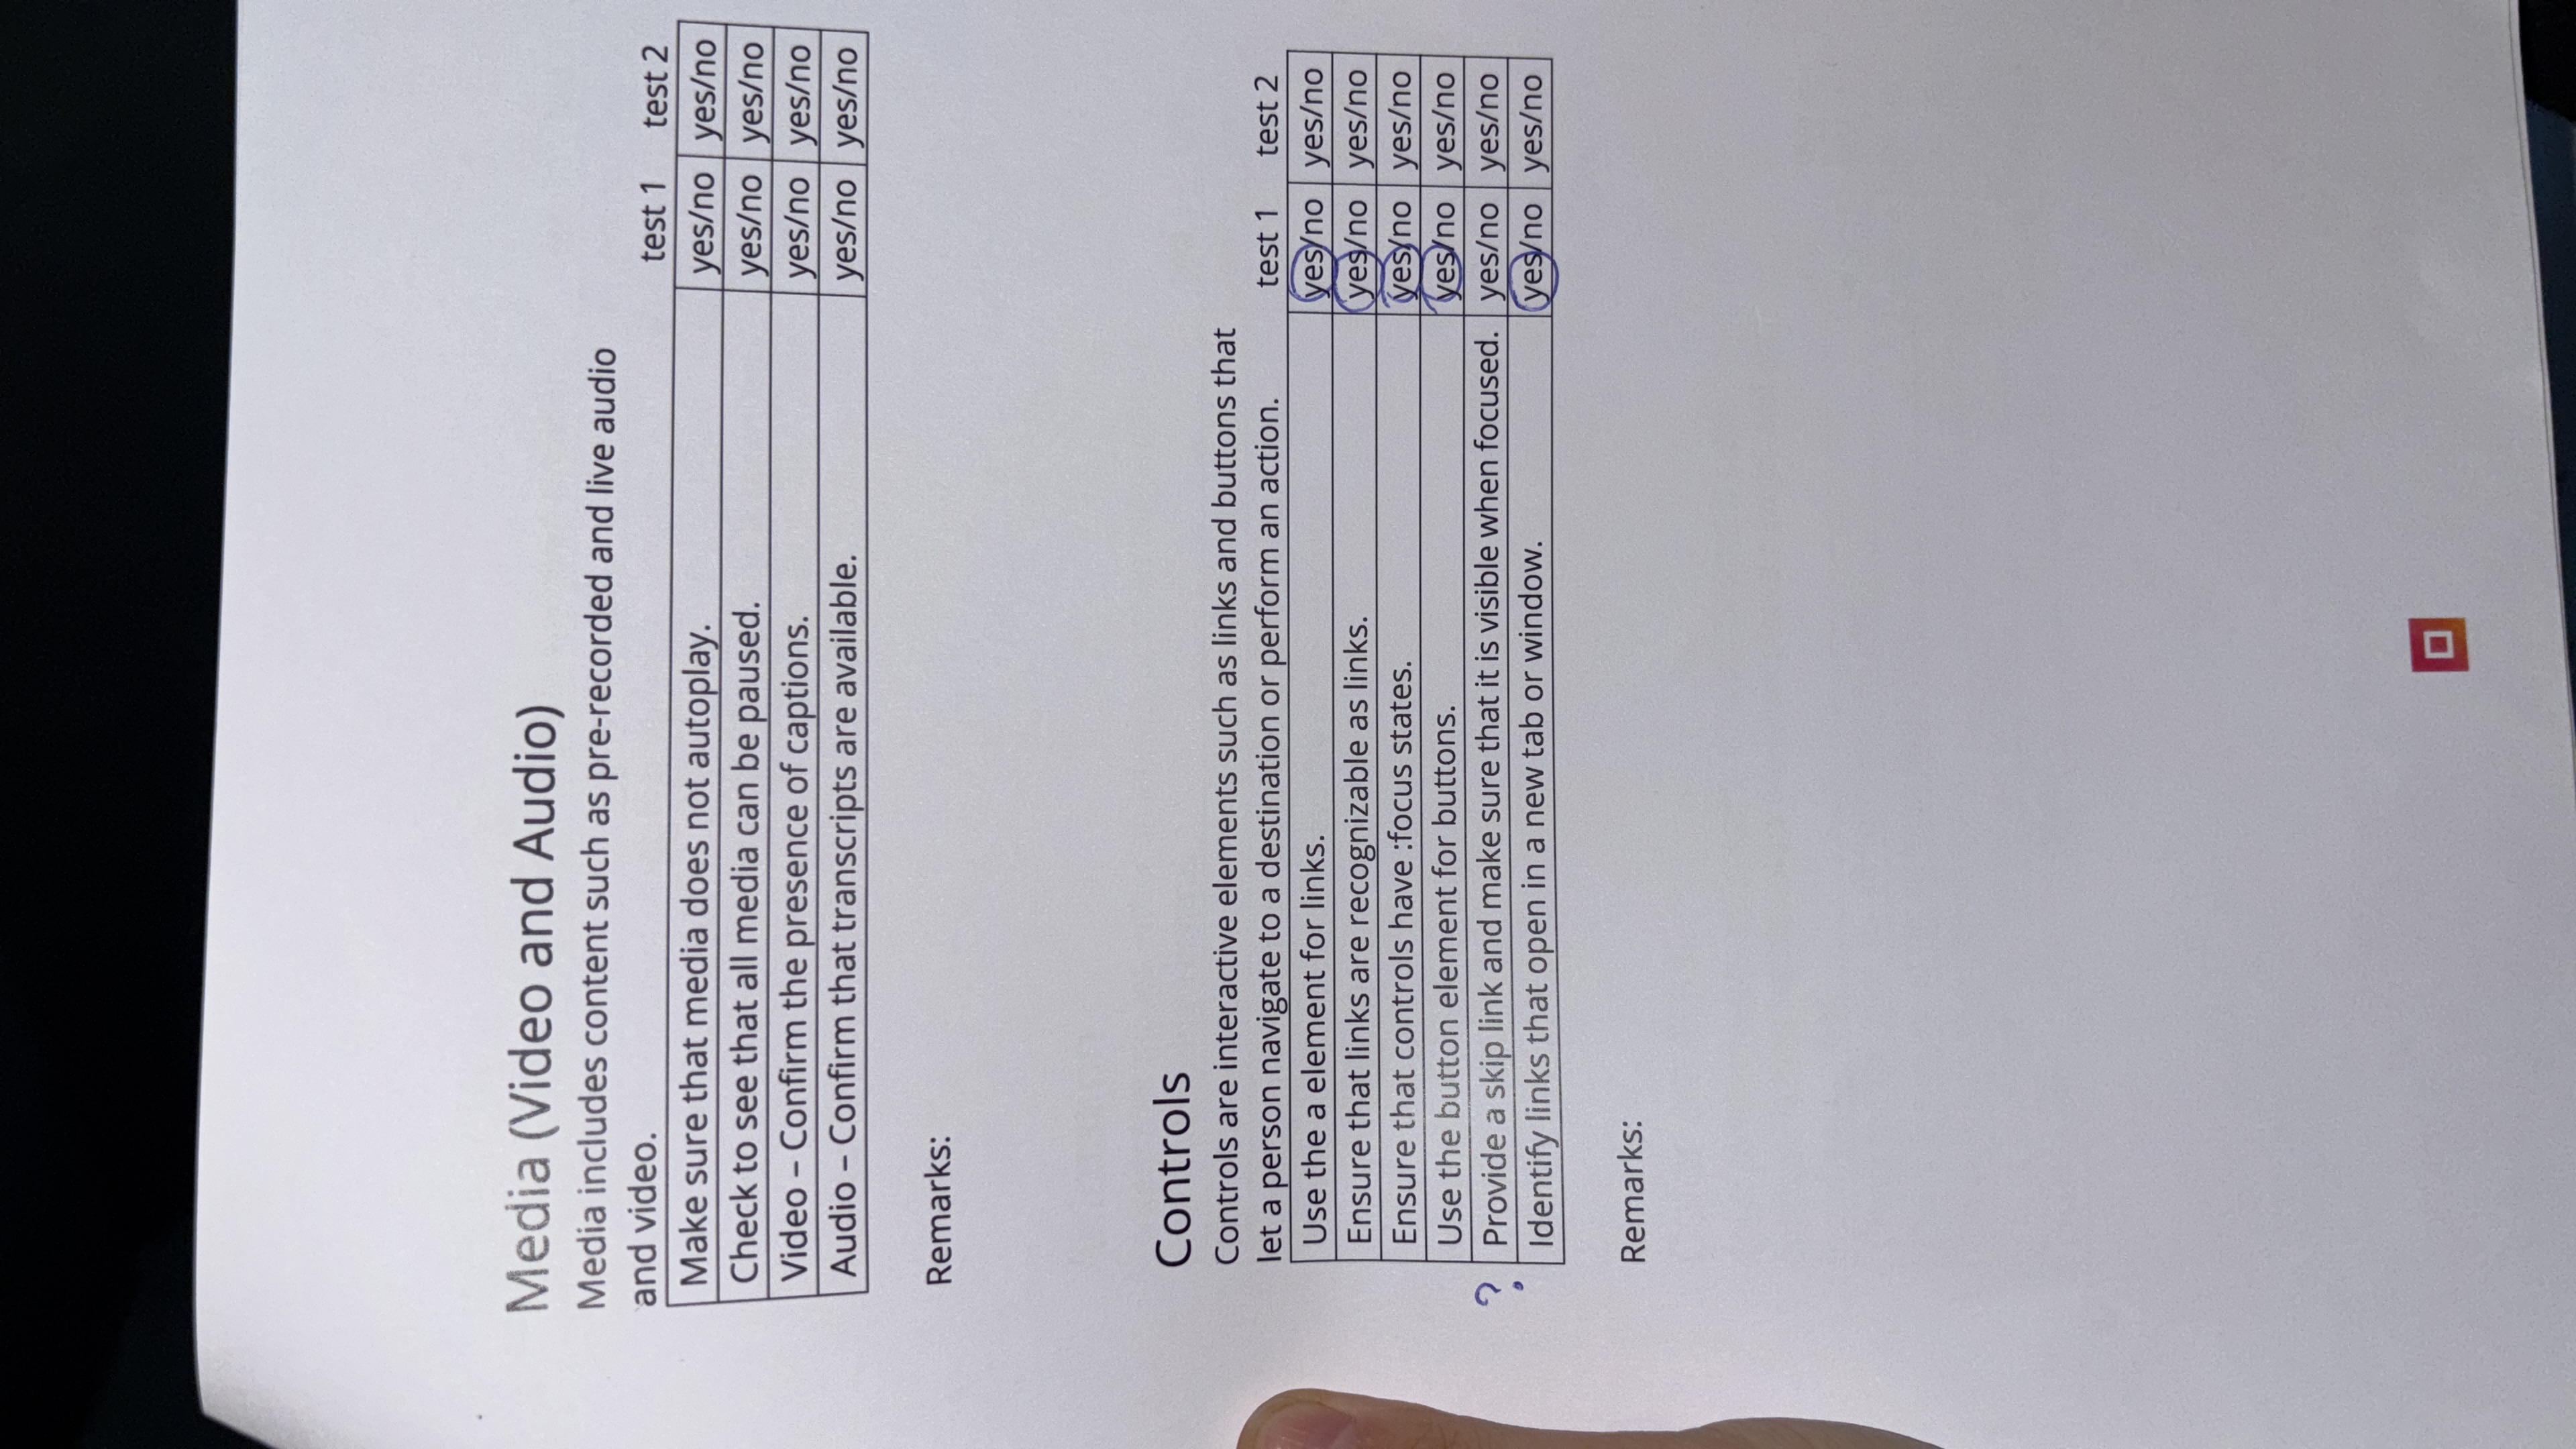 Media (Video and Audio)
Media includes content such as pre-recorded and live audio
and video. test 1 test 2
Make sure that media does not autoplay. yes/no yes/no
Check to see that all media can be paused. yes/no yes/no
Video – Confirm the presence of captions. yes/no yes/no
Audio – Confirm that transcripts are available. yes/no yes/no
Remarks:
Controls
Controls are interactive elements such as links and buttons that
let a person navigate to a destination or perform an action. test 1 test 2
Use the a element for links. yes/no yes/no
Ensure that links are recognizable as links. yes/no yes/no
Ensure that controls have :focus states. yes/no yes/no
Use the button element for buttons. yes/no yes/no
? Provide a skip link and make sure that it is visible when focused. yes/no yes/no
Identify links that open in a new tab or window. yes/no yes/no
Remarks: